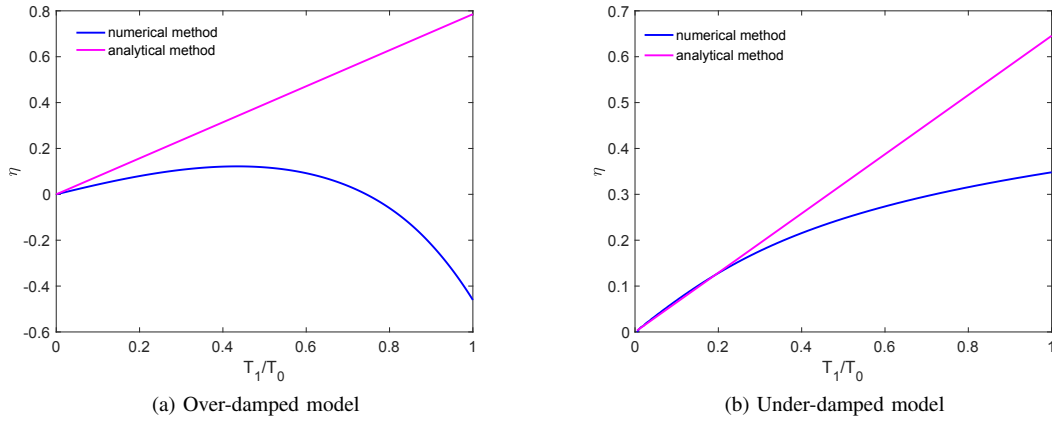 0.8
0.6
0.4
0.2
0
-0.2
-0.4
-0.6
η
numerical method
analytical method
0 0.2 0.4 0.6 0.8 1
T₁/T₀
(a) Over-damped model
0.7
0.6
0.5
0.4
0.3
0.2
0.1
0
η
numerical method
analytical method
0 0.2 0.4 0.6 0.8 1
T₁/T₀
(b) Under-damped model